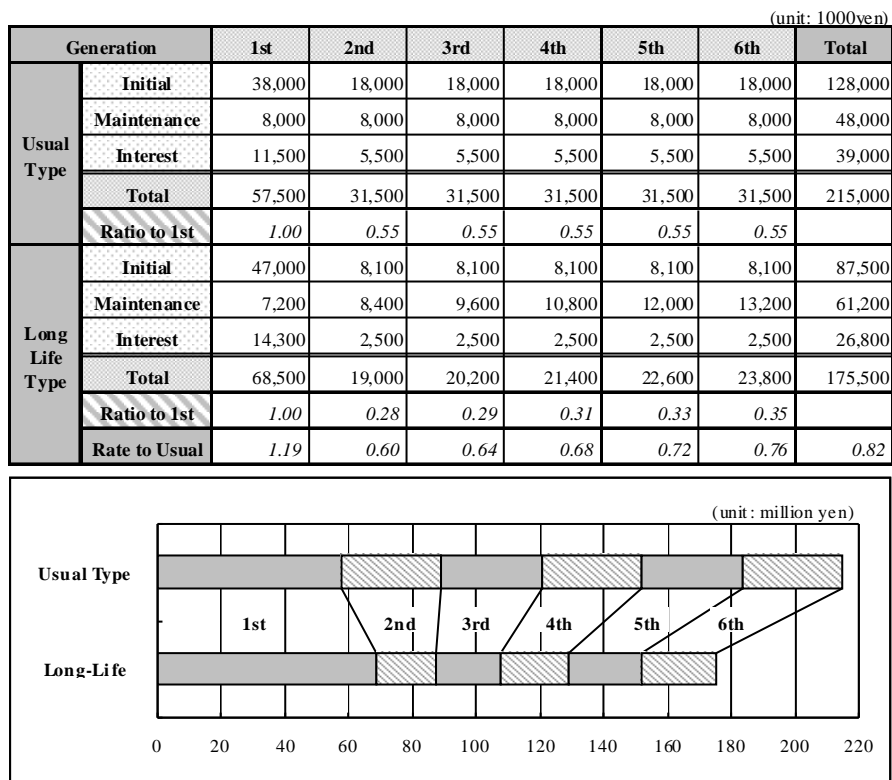 (unit: 1000yen)
Generation 1st 2nd 3rd 4th 5th 6th Total
Usual Type
Initial 38,000 18,000 18,000 18,000 18,000 18,000 128,000
Maintenance 8,000 8,000 8,000 8,000 8,000 8,000 48,000
Interest 11,500 5,500 5,500 5,500 5,500 5,500 39,000
Total 57,500 31,500 31,500 31,500 31,500 31,500 215,000
Ratio to 1st 1.00 0.55 0.55 0.55 0.55 0.55
Long Life Type
Initial 47,000 8,100 8,100 8,100 8,100 8,100 87,500
Maintenance 7,200 8,400 9,600 10,800 12,000 13,200 61,200
Interest 14,300 2,500 2,500 2,500 2,500 2,500 26,800
Total 68,500 19,000 20,200 21,400 22,600 23,800 175,500
Ratio to 1st 1.00 0.28 0.29 0.31 0.33 0.35
Rate to Usual 1.19 0.60 0.64 0.68 0.72 0.76 0.82
(unit: million yen)
Usual Type
1st 2nd 3rd 4th 5th 6th
Long-Life
0 20 40 60 80 100 120 140 160 180 200 220